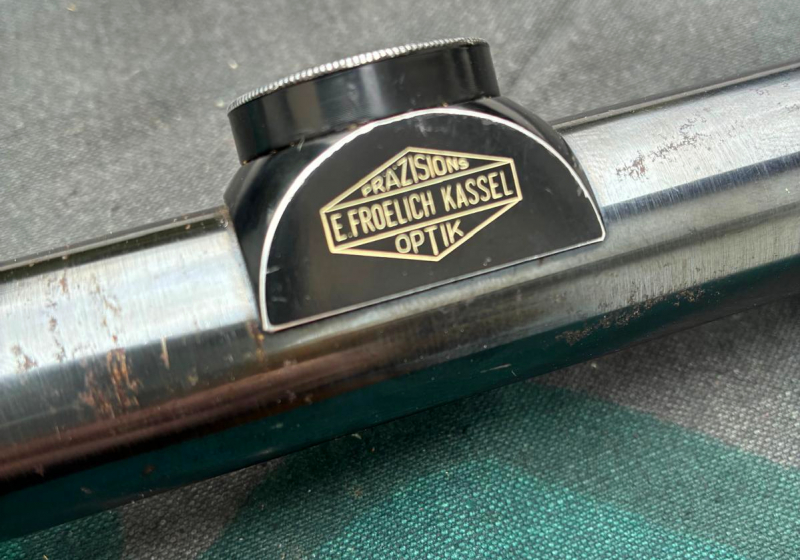 PRÄZISIONS
E.FROELICH KASSEL
OPTIK